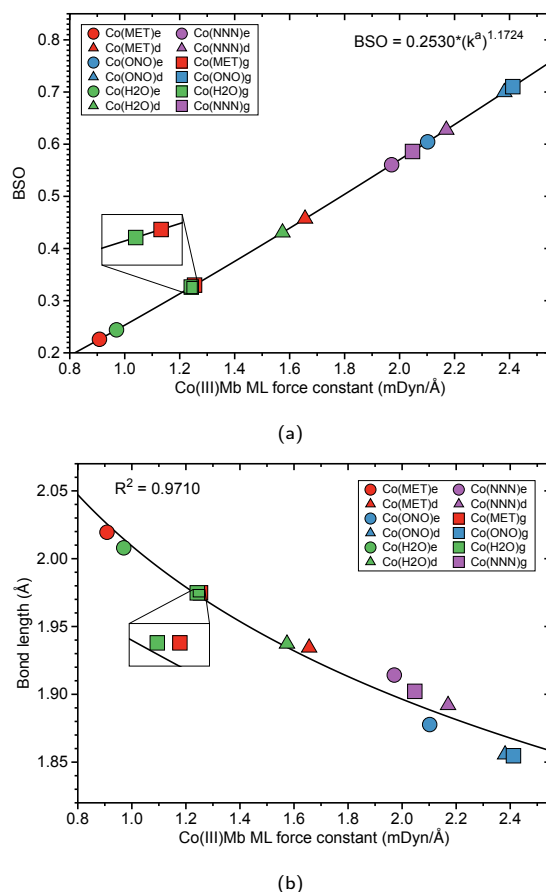 BSO = 0.2530*(kᵃ)¹·¹⁷²⁴
Co(MET)e Co(NNN)e
Co(MET)d Co(NNN)d
Co(ONO)e Co(MET)g
Co(ONO)d Co(ONO)g
Co(H2O)e Co(H2O)g
Co(H2O)d Co(NNN)g
BSO
0.8
0.7
0.6
0.5
0.4
0.3
0.2
0.8 1.0 1.2 1.4 1.6 1.8 2.0 2.2 2.4
Co(III)Mb ML force constant (mDyn/Å)
(a)
R² = 0.9710
Co(MET)e Co(NNN)e
Co(MET)d Co(NNN)d
Co(ONO)e Co(MET)g
Co(ONO)d Co(ONO)g
Co(H2O)e Co(H2O)g
Co(H2O)d Co(NNN)g
Bond length (Å)
2.05
2.00
1.95
1.90
1.85
1.80
0.8 1.0 1.2 1.4 1.6 1.8 2.0 2.2 2.4
Co(III)Mb ML force constant (mDyn/Å)
(b)